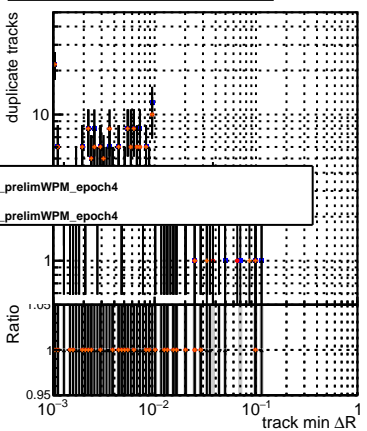 duplicate tracks
10
_prelimWPM_epoch4
_prelimWPM_epoch4
1
Ratio
1.05
1
0.95
10⁻³
10⁻²
10⁻¹
1
track min ΔR